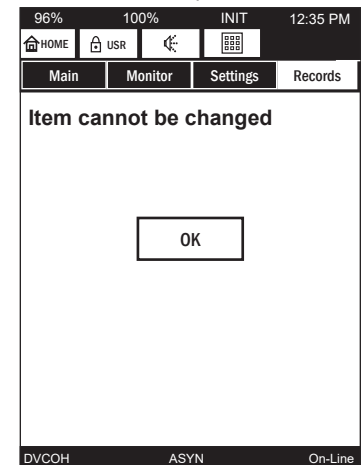 96% 100% INIT 12:35 PM
HOME USR
Main Monitor Settings Records
Item cannot be changed
OK
DVCOH ASYN On-Line